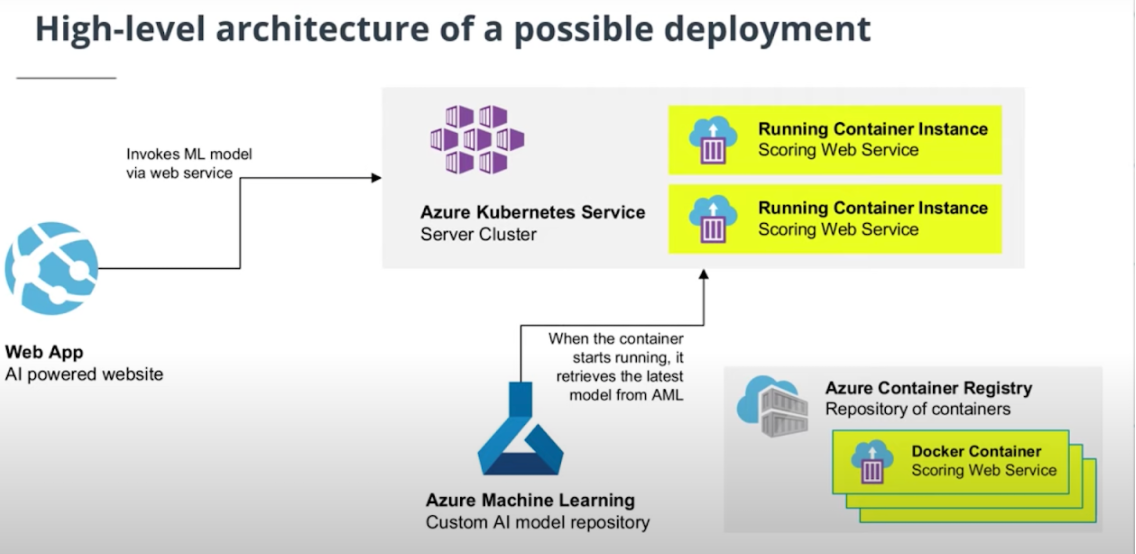 High-level architecture of a possible deployment
Invokes ML model
via web service
Azure Kubernetes Service
Server Cluster
Running Container Instance
Scoring Web Service
Running Container Instance
Scoring Web Service
Web App
AI powered website
When the container
starts running, it
retrieves the latest
model from AML
Azure Machine Learning
Custom AI model repository
Azure Container Registry
Repository of containers
Docker Container
Scoring Web Service